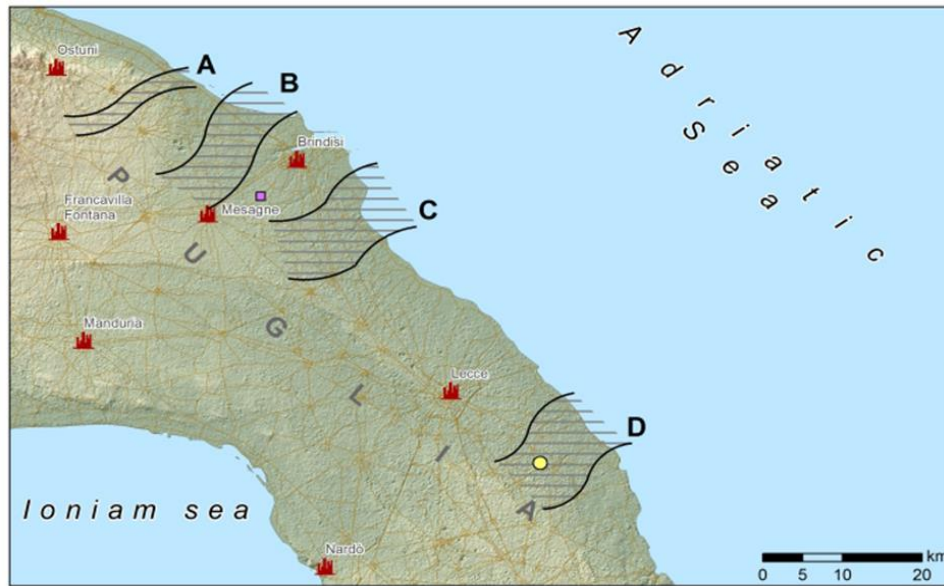 Ostuni
A
B
Adriatic
Sea
Brindisi
P
Francavilla
Fontana
Mesagne
C
U
G
Manduria
L
Lecce
I
D
A
Ioniam sea
Nardò
km
0 5 10 20